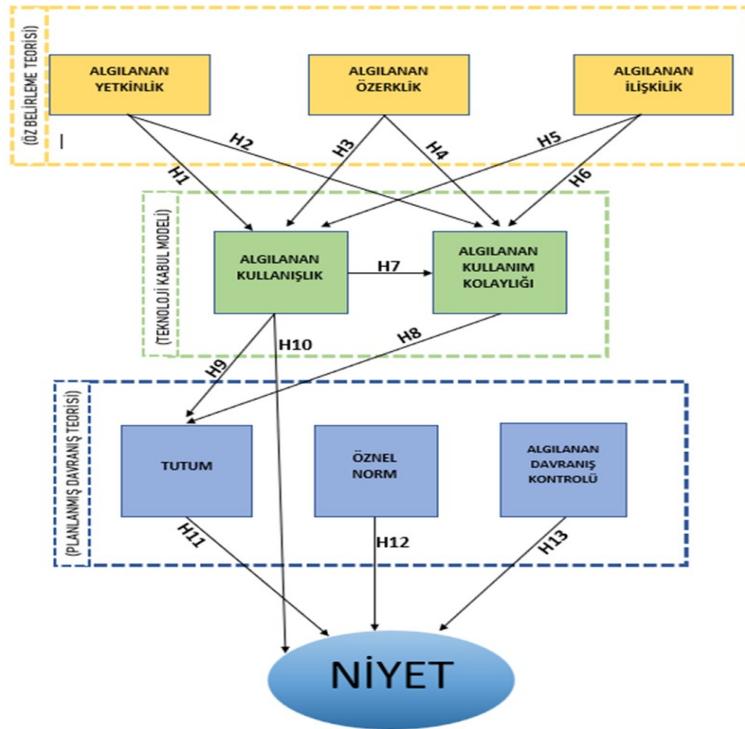 (ÖZ BELİRLEME TEORİSİ)
ALGILANAN
YETKİNLİK
ALGILANAN
ÖZERKLİK
ALGILANAN
İLİŞKİLİK
H1
H2
H3
H4
H5
H6
(TEKNOLOJİ KABUL MODELİ)
ALGILANAN
KULLANIŞLIK
H7
ALGILANAN
KULLANIM
KOLAYLIĞI
H9
H10
H8
(PLANLANMIŞ DAVRANIŞ TEORİSİ)
TUTUM
ÖZNEL
NORM
ALGILANAN
DAVRANIŞ
KONTROLÜ
H11
H12
H13
NİYET